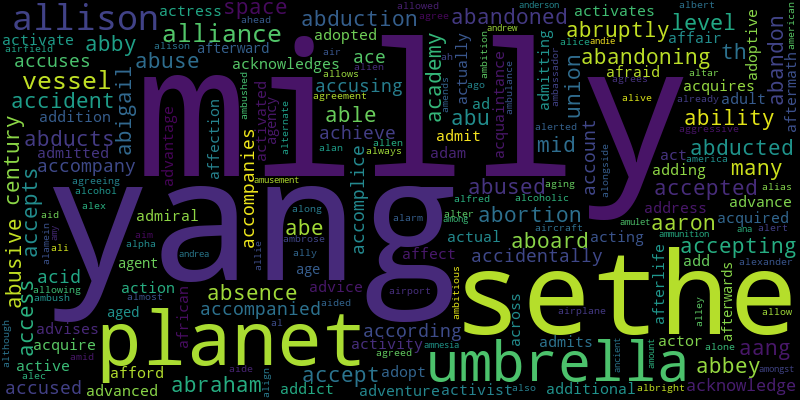 allison
actress
space
abandoned
allowed
agree
anderson
activates
albert
ahead
american
abduction
activate
abby
alliance
adopted
ace
level
andrew
alison
afterward
air
abruptly
affair
th
accuses
abuse
acknowledges
academy
actually
ambition
admitting
alice
andie
abandoning
adoptive
abandon
aftermath
vessel
alien
allows
ah
union
afraid
agrees
altar
accident
abigail
accusing
agreement
ad
ago
ambulance
ambassador
acquires
already
adult
addition
affection
activated
agency
ambushed
able
abu
amends
acquaintance
alerted
alive
aggressive
ability
abducts
advantage
milly
alternate
achieve
alan
allen
admit
mid
account
alongside
act
america
abducted
admitted
accompany
accompanies
always
adam
adding
many
abusive century
accepts
agreeing
alcohol
amusement
accomplice
abused
aging
alcoholic
accepted
alias
aid
alex
admiral
yang
along
alfred
abortion
address
acquired
advance
alamein
any
ali
alpha
abe
ambrose
alarm
alter
among
aircraft
amulet
aaron
ana
alert
aim
andrea
allie
ally
affect
actual
acting
ammunition
alexander
acid
agent
age
aboard
accidentally
afterlife
accepting
access
allowing
action
absence
advice
airport
ambitious
sethe
add
afterwards
ambush
almost
african
accompanied
aided
across
airplane
alley
allow
aged
al
according
amnesia
admits
actor
alone
aang
advises
planet
activity
umbrella
although
acquire
amid
agreed
ancient
amount
abbey
amongst
active
afford
aide
align
accept
adopt
acknowledge
accused
alec
advanced
abraham
addict
adventure
activist
also
additional
albright
airfield